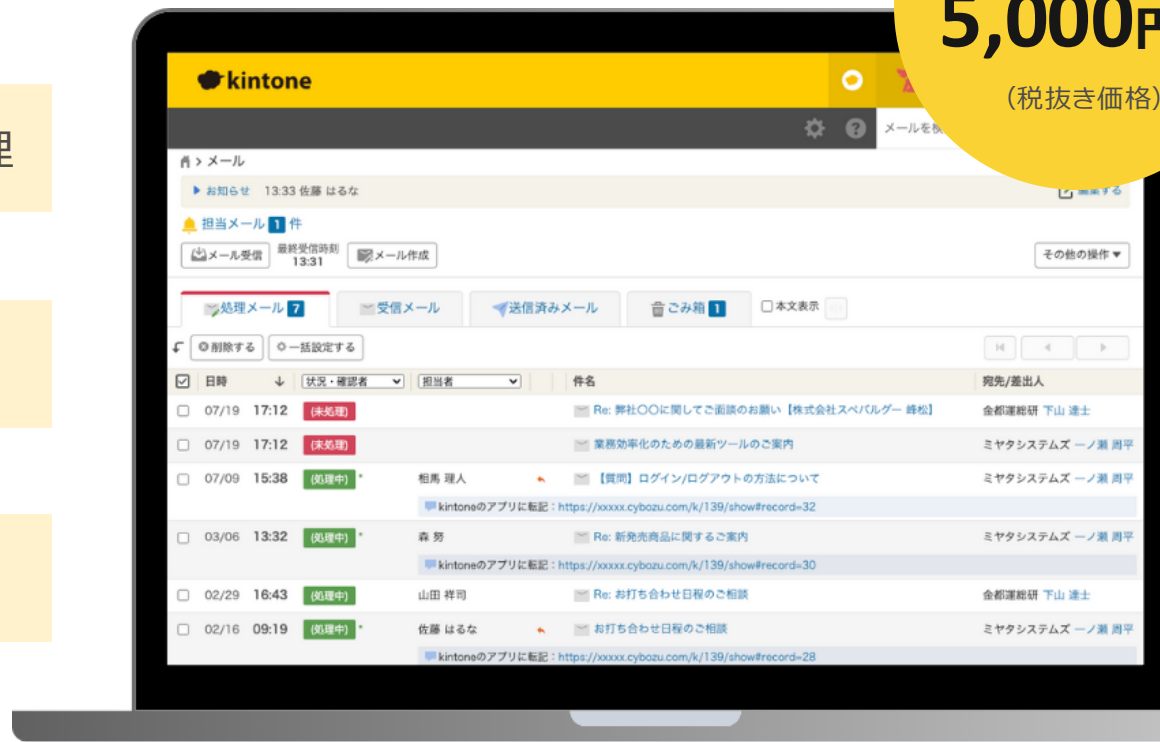 5,000円
（税抜き価格）
理
kintone
メールを検
メール
お知らせ 13:33 佐藤 はるな
編集する
担当メール 1 件
メール受信 最終受信時刻 13:31 メール作成 その他の操作▼
処理メール 7 受信メール 送信済みメール ごみ箱 1 本文表示
削除する 一括設定する
日時 ↓ 状況・確認者 担当者 件名 宛先/差出人
07/19 17:12 (未処理) Re: 弊社〇〇に関してご面談のお願い【株式会社スペパルグー 峰松】 金都運総研 下山 達士
07/19 17:12 (未処理) 業務効率化のための最新ツールのご案内 ミヤタシステムズ 一ノ瀬 周平
07/09 15:38 (処理中) * 相馬 理人 【質問】ログイン/ログアウトの方法について ミヤタシステムズ 一ノ瀬 周平
kintoneのアプリに転記：https://xxxxx.cybozu.com/k/139/show#record=32
03/06 13:32 (処理中) * 森 努 Re: 新発売商品に関するご案内 ミヤタシステムズ 一ノ瀬 周平
kintoneのアプリに転記：https://xxxxx.cybozu.com/k/139/show#record=30
02/29 16:43 (処理中) 山田 祥司 Re: お打ち合わせ日程のご相談 金都運総研 下山 達士
02/16 09:19 (処理中) * 佐藤 はるな お打ち合わせ日程のご相談 ミヤタシステムズ 一ノ瀬 周平
kintoneのアプリに転記：https://xxxxx.cybozu.com/k/139/show#record=28